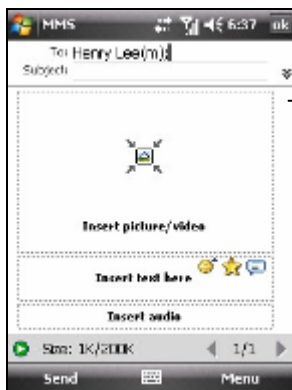 MMS 6:37 ok
To: Henry Lee(m);
Subject:
Insert picture/video
Insert text here
Insert audio
Size: 1K/200K 1/1
Send Menu